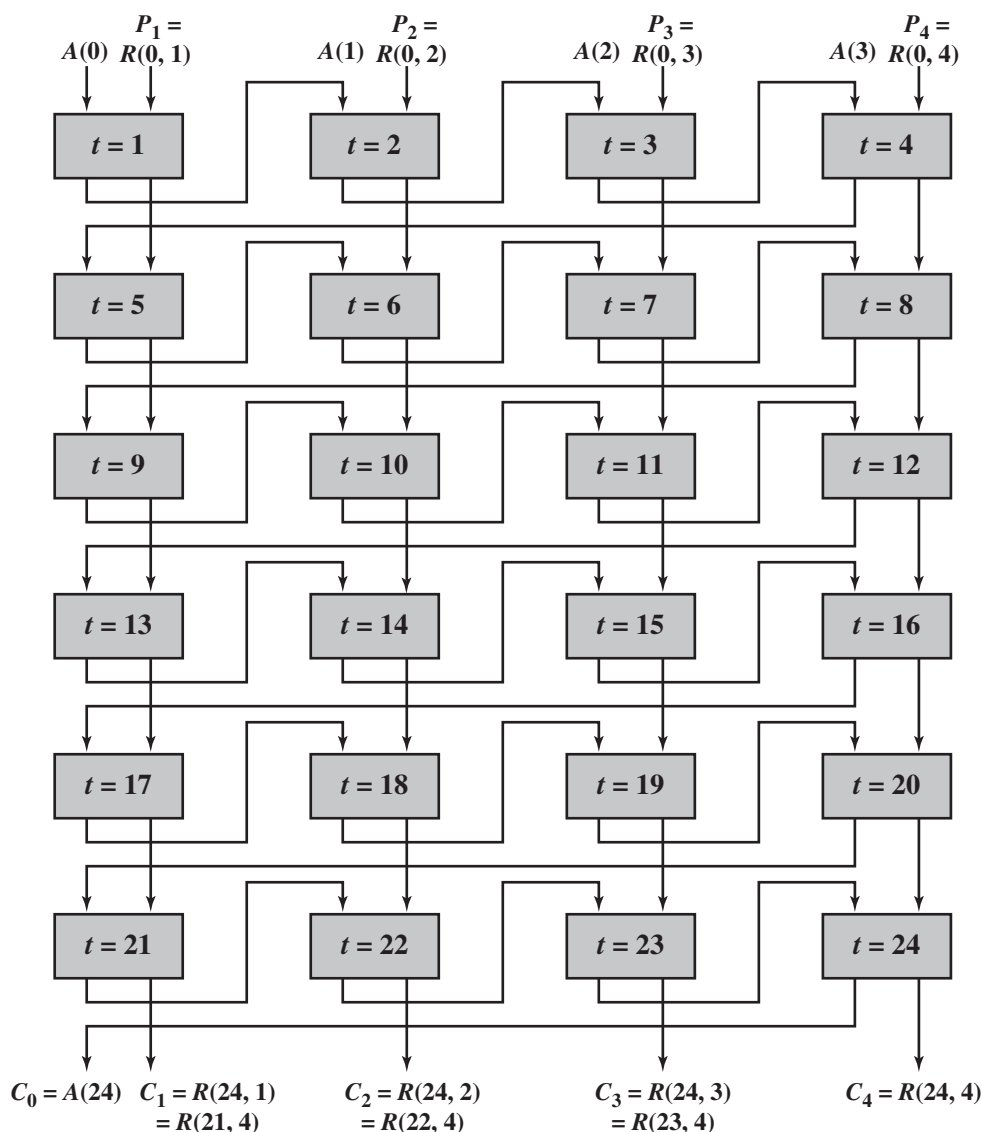 P1 = P2 = P3 = P4 =
A(0) R(0, 1) A(1) R(0, 2) A(2) R(0, 3) A(3) R(0, 4)
t = 1 t = 2 t = 3 t = 4
t = 5 t = 6 t = 7 t = 8
t = 9 t = 10 t = 11 t = 12
t = 13 t = 14 t = 15 t = 16
t = 17 t = 18 t = 19 t = 20
t = 21 t = 22 t = 23 t = 24
C0 = A(24) C1 = R(24, 1) C2 = R(24, 2) C3 = R(24, 3) C4 = R(24, 4)
= R(21, 4) = R(22, 4) = R(23, 4)